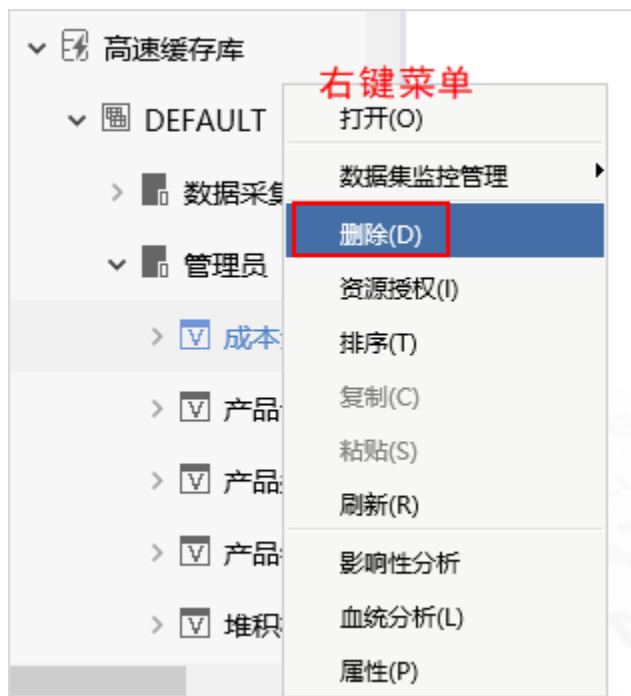 高速缓存库
右键菜单
DEFAULT
打开(O)
数据集监控管理
数据采集
删除(D)
管理员
资源授权(I)
成本
排序(T)
复制(C)
产品
粘贴(S)
产品
刷新(R)
产品
影响性分析
堆积
血统分析(L)
属性(P)